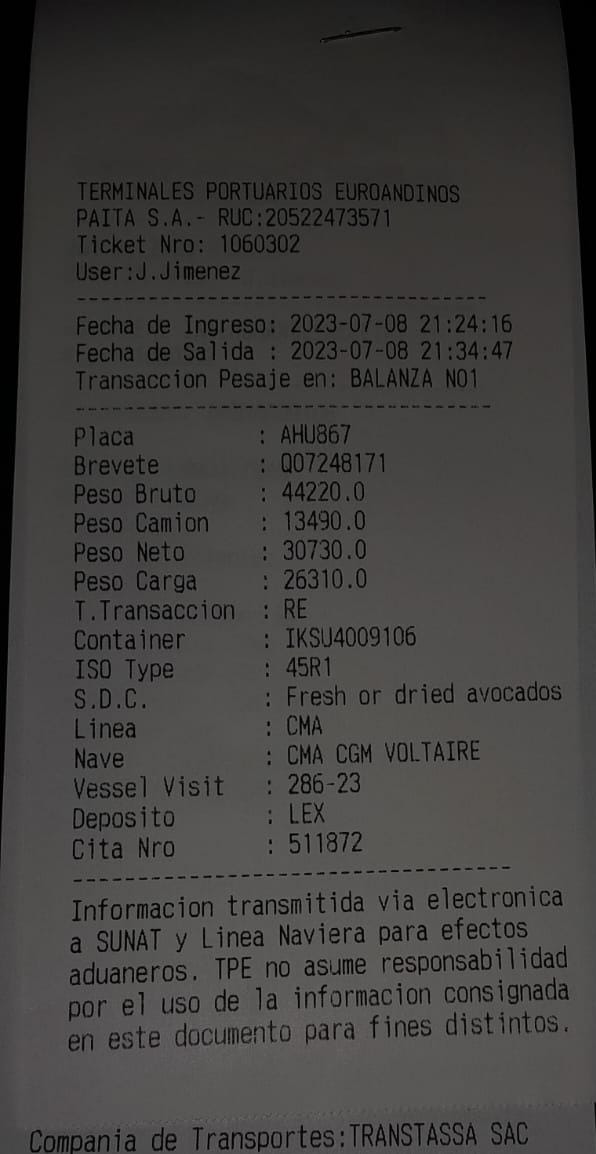 TERMINALES PORTUARIOS EUROANDINOS
PAITA S.A.- RUC:20522473571
Ticket Nro: 1060302
User:J.Jimenez
--------------------------------
Fecha de Ingreso: 2023-07-08 21:24:16
Fecha de Salida : 2023-07-08 21:34:47
Transaccion Pesaje en: BALANZA NO1
--------------------------------
Placa : AHU867
Brevete : Q07248171
Peso Bruto : 44220.0
Peso Camion : 13490.0
Peso Neto : 30730.0
Peso Carga : 26310.0
T.Transaccion : RE
Container : IKSU4009106
ISO Type : 45R1
S.D.C. : Fresh or dried avocados
Linea : CMA
Nave : CMA CGM VOLTAIRE
Vessel Visit : 286-23
Deposito : LEX
Cita Nro : 511872
--------------------------------
Informacion transmitida via electronica
a SUNAT y Linea Naviera para efectos
aduaneros. TPE no asume responsabilidad
por el uso de la informacion consignada
en este documento para fines distintos.
Compania de Transportes:TRANSTASSA SAC